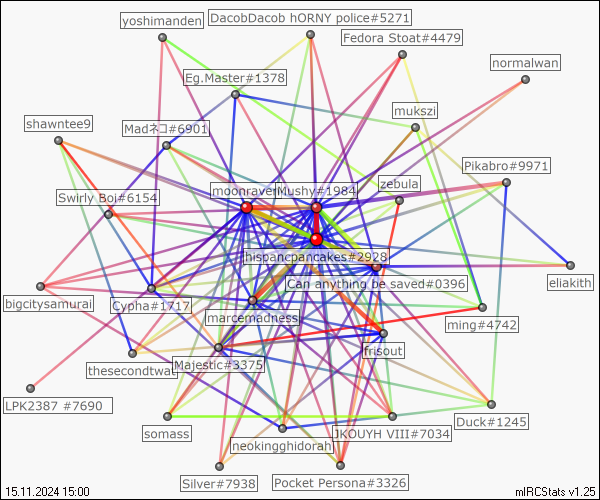 DacobDacob hORNY police#5271
yoshimanden
Fedora Stoat#4479
normalwan
Eg.Master#1378
mukszi
shawntee9
Madネコ#6901
Pikabro#9971
zebula
moonraven
Mushy#1984
Swirly Boi#6154
hispancpancakes#2928
eliakith
Can anything be saved#0396
bigcitysamurai
Cypha#1717
marcemadness
ming#4742
frisout
thesecondtwat
Majestic#3375
LPK2387 #7690
Duck#1245
somass
JKOUYH VIII#7034
neokingghidorah
Silver#7938
Pocket Persona#3326
15.11.2024 15:00
mIRCStats v1.25